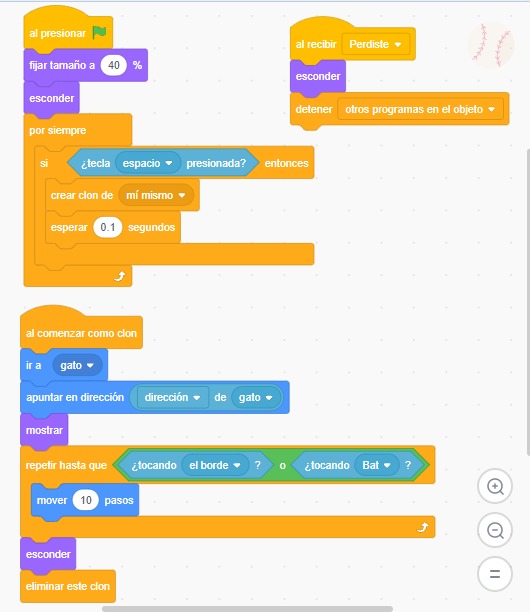 al presionar
fijar tamaño a 40 %
esconder
por siempre
si ¿tecla espacio presionada? entonces
crear clon de mí mismo
esperar 0.1 segundos
al recibir Perdiste
esconder
detener otros programas en el objeto
al comenzar como clon
ir a gato
apuntar en dirección dirección de gato
mostrar
repetir hasta que ¿tocando el borde ? o ¿tocando Bat ?
mover 10 pasos
esconder
eliminar este clon